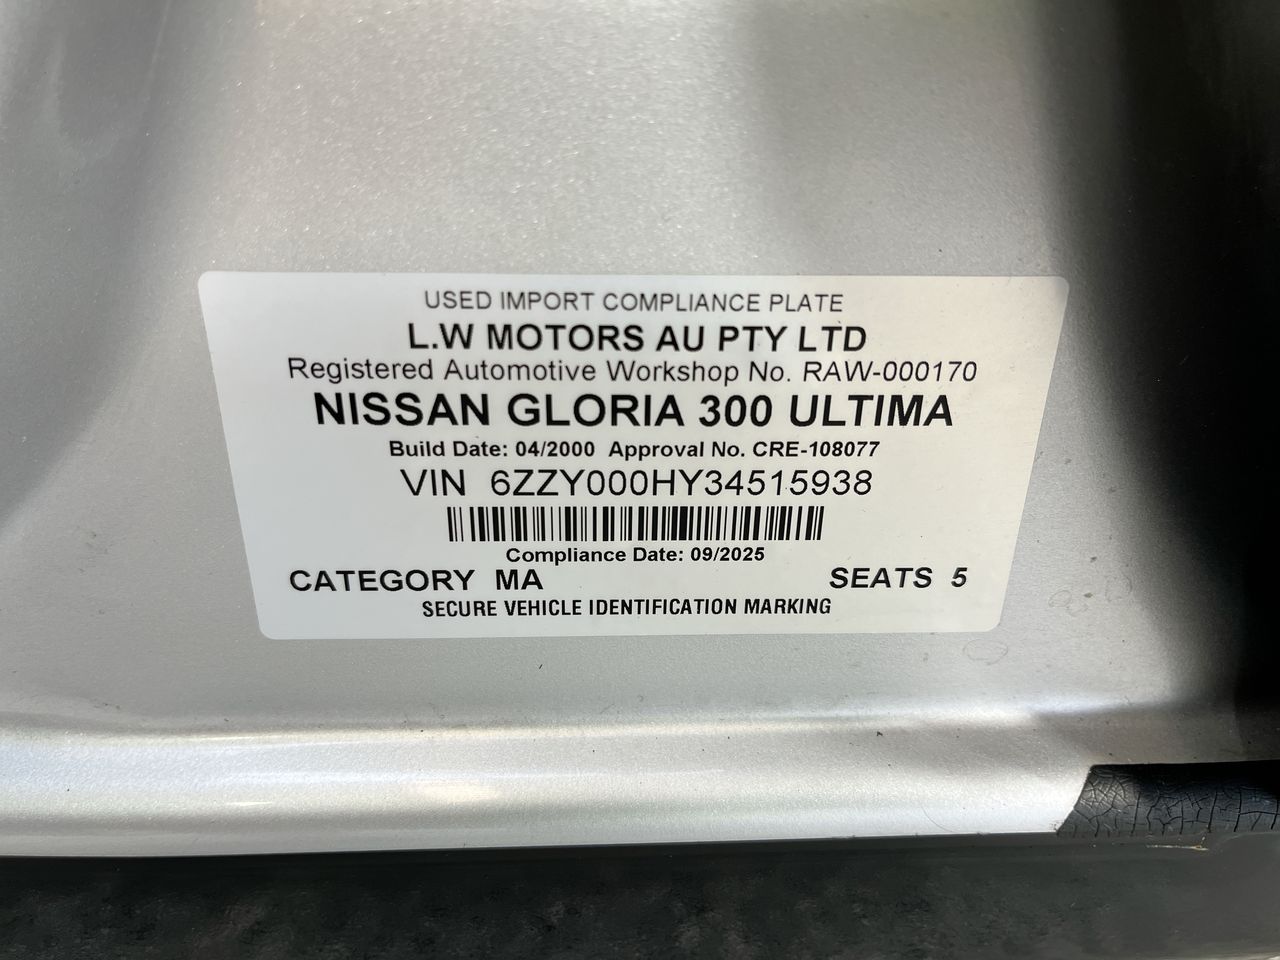 USED IMPORT COMPLIANCE PLATE
L.W MOTORS AU PTY LTD
Registered Automotive Workshop No. RAW-000170
NISSAN GLORIA 300 ULTIMA
Build Date: 04/2000 Approval No. CRE-108077
VIN 6ZZY000HY34515938
Compliance Date: 09/2025
CATEGORY MA SEATS 5
SECURE VEHICLE IDENTIFICATION MARKING